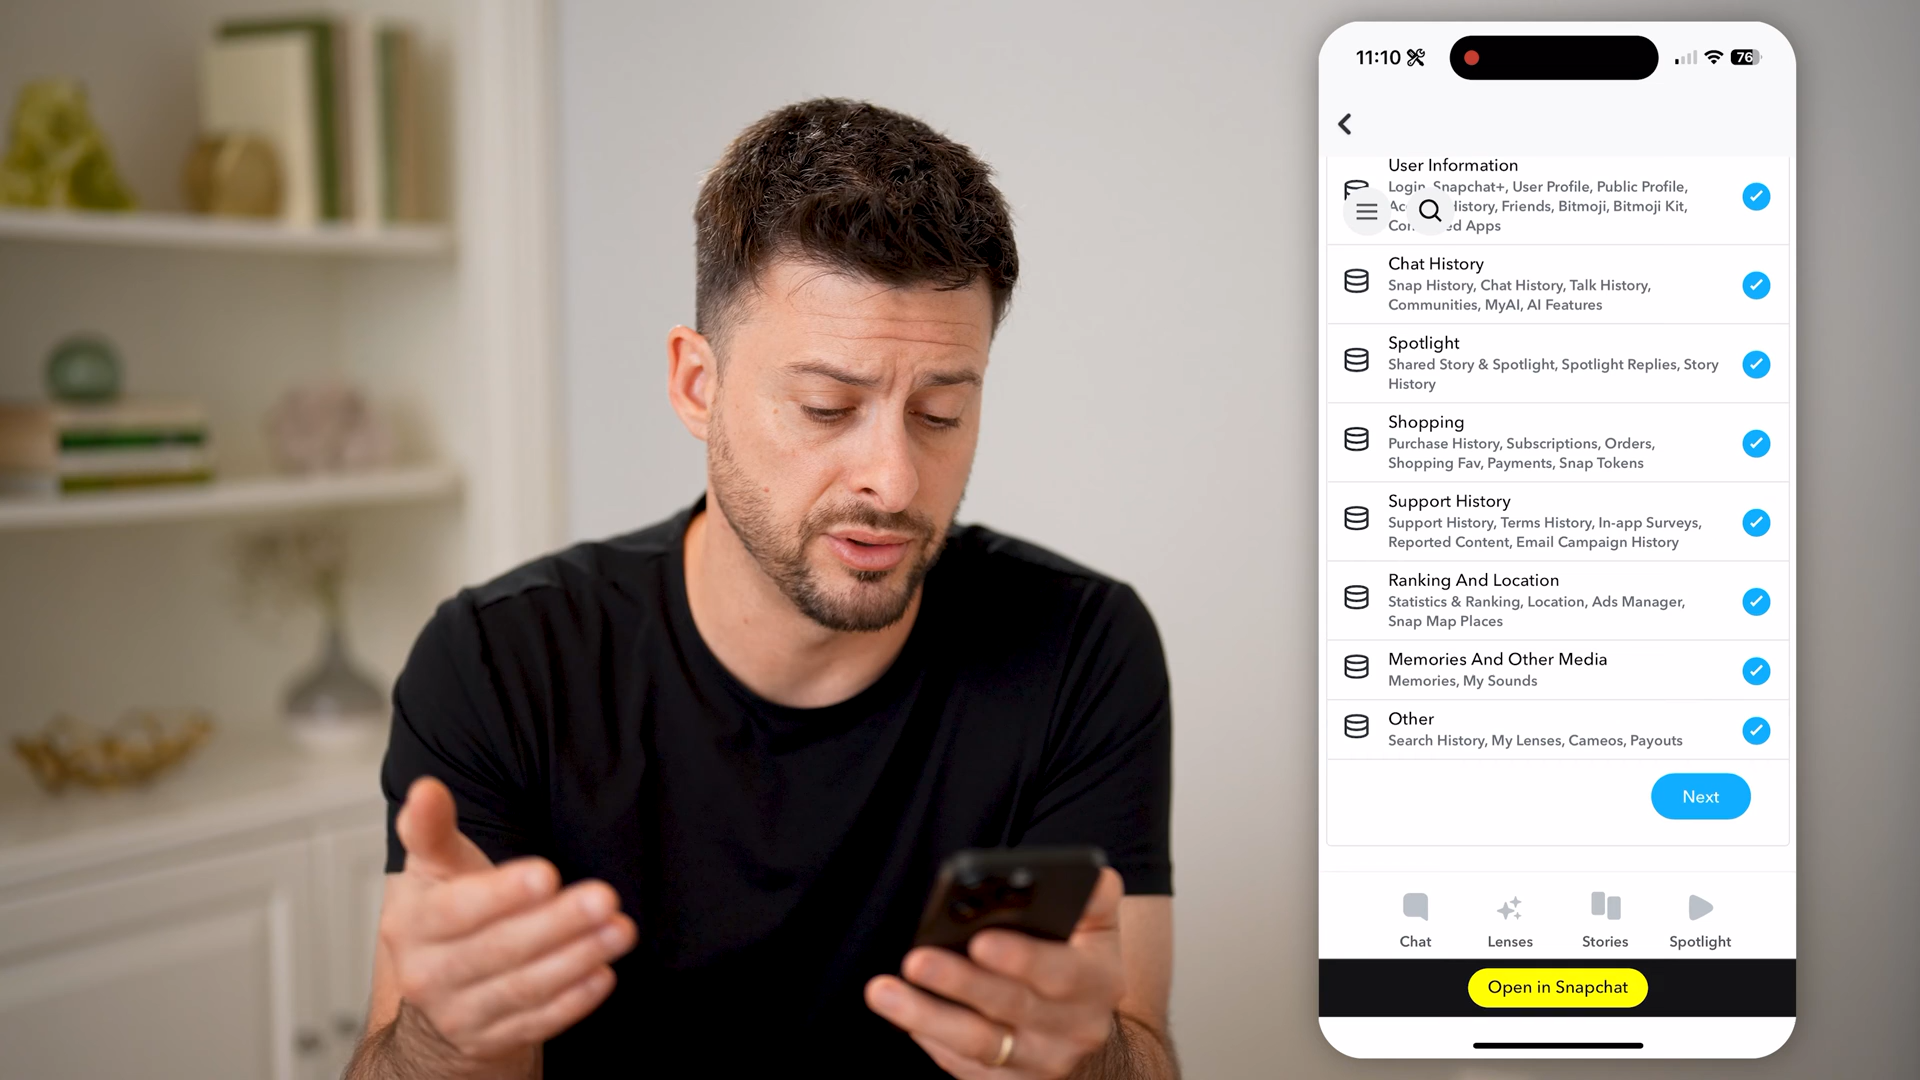 11:10
76
User Information
Login, Snapchat+, User Profile, Public Profile,
History, Friends, Bitmoji, Bitmoji Kit,
Apps
Chat History
Snap History, Chat History, Talk History,
Communities, MyAI, AI Features
Spotlight
Shared Story & Spotlight, Spotlight Replies, Story
History
Shopping
Purchase History, Subscriptions, Orders,
Shopping Fav, Payments, Snap Tokens
Support History
Support History, Terms History, In-app Surveys,
Reported Content, Email Campaign History
Ranking And Location
Statistics & Ranking, Location, Ads Manager,
Snap Map Places
Memories And Other Media
Memories, My Sounds
Other
Search History, My Lenses, Cameos, Payouts
Next
Chat
Lenses
Stories
Spotlight
Open in Snapchat